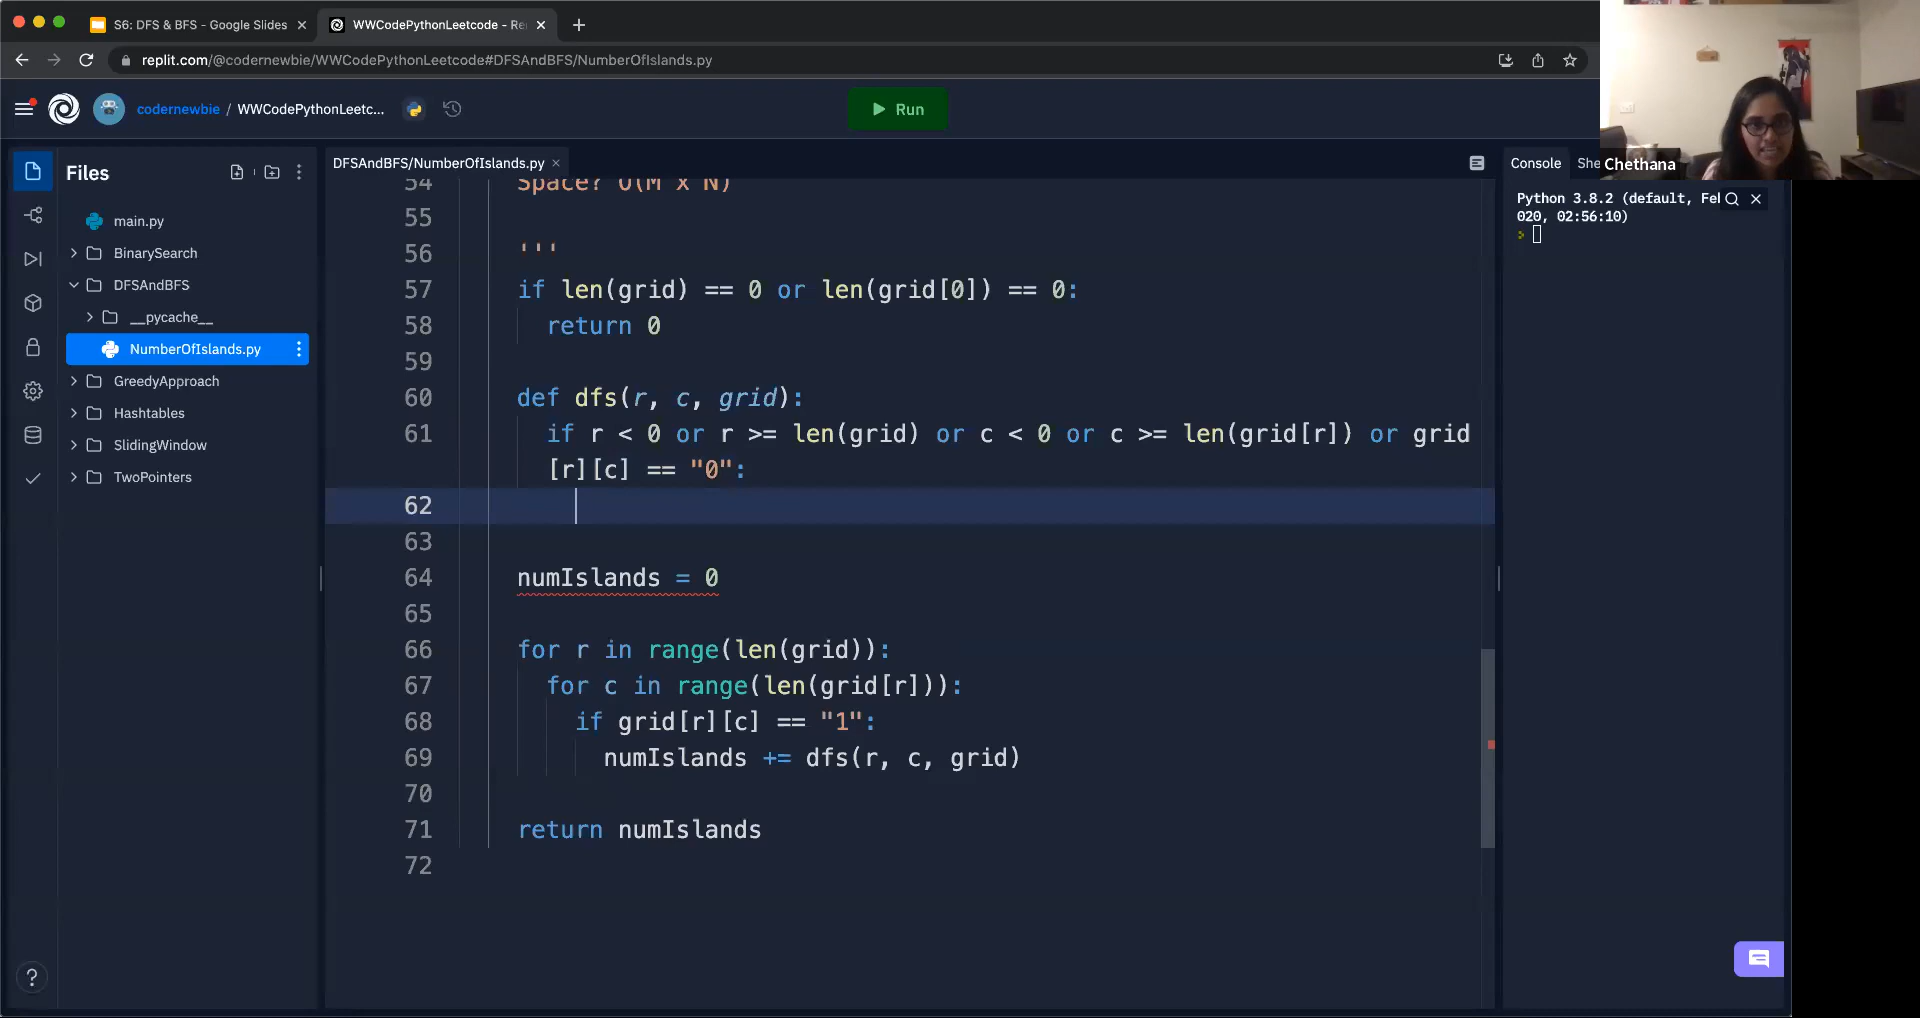 S6: DFS & BFS - Google Slides
WWCodePythonLeetcode - Re
replit.com/@codernewbie/WWCodePythonLeetcode#DFSAndBFS/NumberOfIslands.py
codernewbie / WWCodePythonLeetc...
Run
Chethana
Files
main.py
BinarySearch
DFSAndBFS
__pycache__
NumberOfIslands.py
GreedyApproach
Hashtables
SlidingWindow
TwoPointers
DFSAndBFS/NumberOfIslands.py
54 Space? O(M x N)
55
56 '''
57 if len(grid) == 0 or len(grid[0]) == 0:
58 return 0
59
60 def dfs(r, c, grid):
61 if r < 0 or r >= len(grid) or c < 0 or c >= len(grid[r]) or grid
[r][c] == "0":
62
63
64 numIslands = 0
65
66 for r in range(len(grid)):
67 for c in range(len(grid[r])):
68 if grid[r][c] == "1":
69 numIslands += dfs(r, c, grid)
70
71 return numIslands
72
Console She
Python 3.8.2 (default, Fel
020, 02:56:10)
?